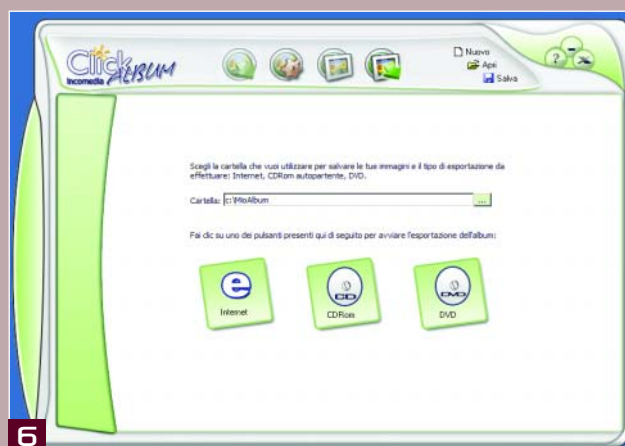 Click ALBUM
Incomedia
Nuovo
Apri
Salva
?
Scegli la cartella che vuoi utilizzare per salvare le tue immagini e il tipo di esportazione da
effettuare: Internet, CDRom autopartente, DVD.
Cartella: c:\MioAlbum ...
Fai clic su uno dei pulsanti presenti qui di seguito per avviare l'esportazione dell'album:
e
CD
DVD
Internet
CDRom
DVD
6